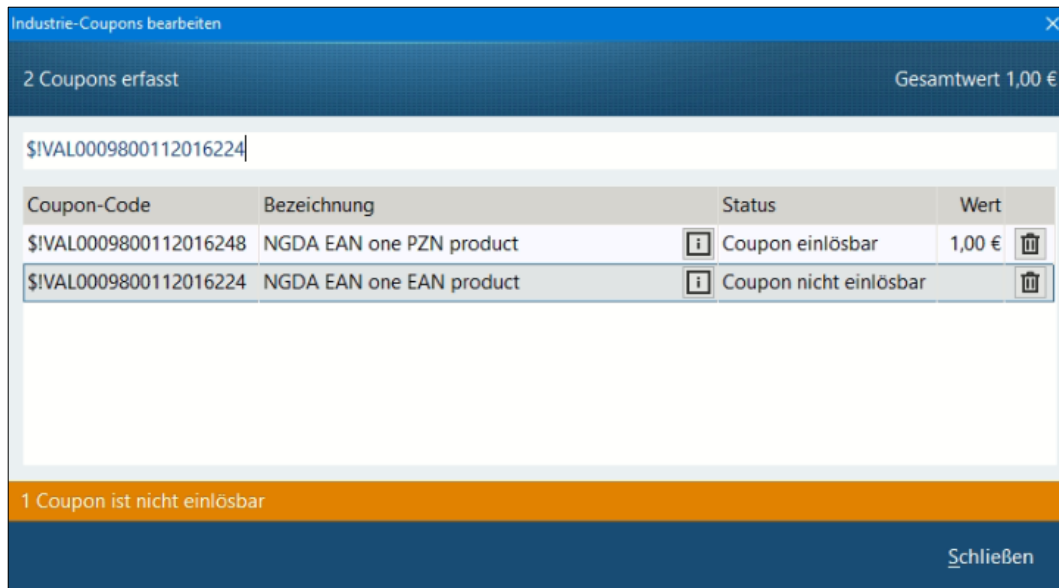 Industrie-Coupons bearbeiten
2 Coupons erfasst Gesamtwert 1,00 €
$!VAL0009800112016224
Coupon-Code Bezeichnung Status Wert
$!VAL0009800112016248 NGDA EAN one PZN product Coupon einlösbar 1,00 €
$!VAL0009800112016224 NGDA EAN one EAN product Coupon nicht einlösbar
1 Coupon ist nicht einlösbar
Schließen